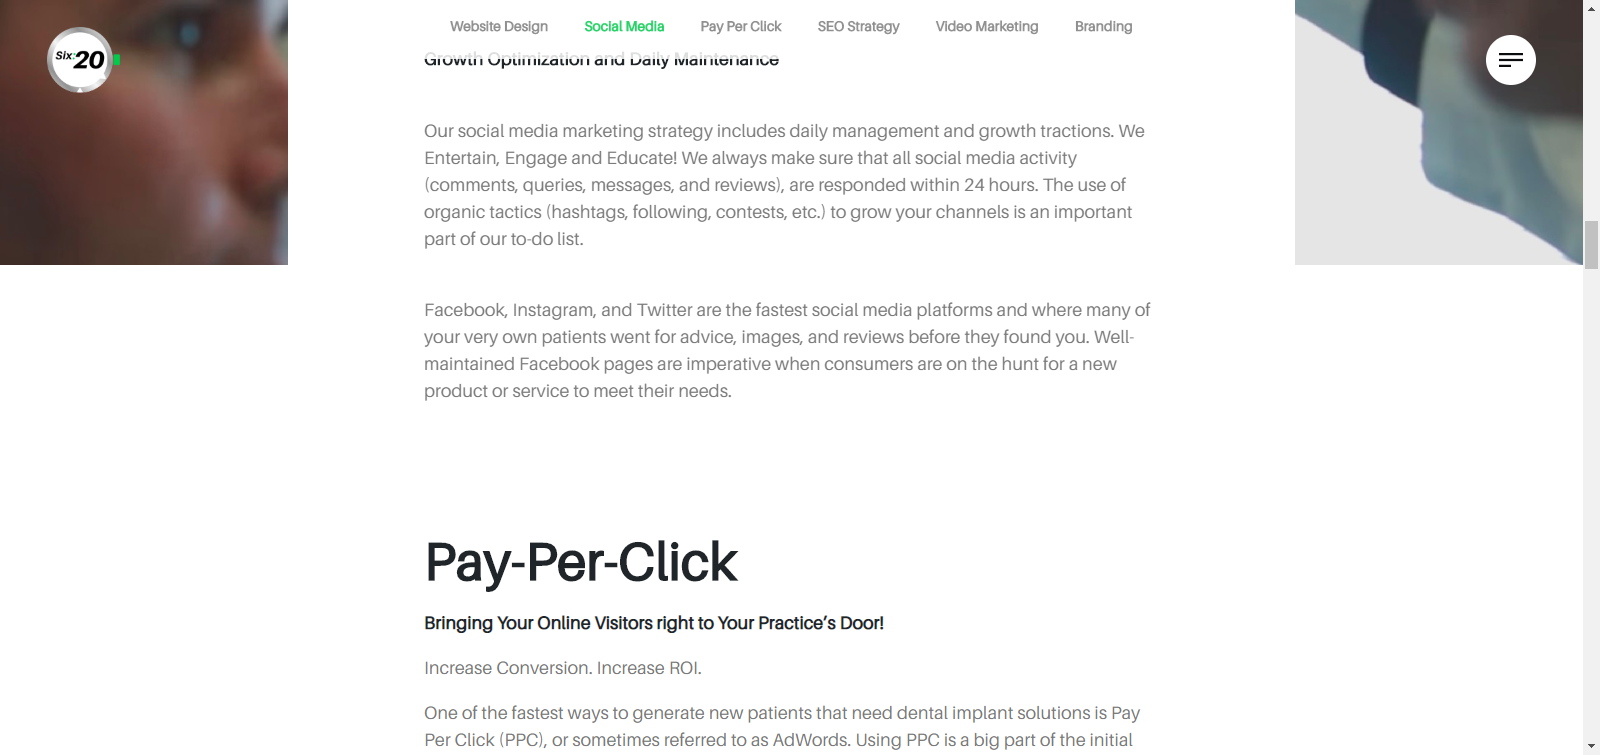 Website Design
Social Media
Pay Per Click
SEO Strategy
Video Marketing
Branding
Six:20
Growth Optimization and Daily Maintenance
Our social media marketing strategy includes daily management and growth tractions. We
Entertain, Engage and Educate! We always make sure that all social media activity
(comments, queries, messages, and reviews), are responded within 24 hours. The use of
organic tactics (hashtags, following, contests, etc.) to grow your channels is an important
part of our to-do list.
Facebook, Instagram, and Twitter are the fastest social media platforms and where many of
your very own patients went for advice, images, and reviews before they found you. Well-
maintained Facebook pages are imperative when consumers are on the hunt for a new
product or service to meet their needs.
Pay-Per-Click
Bringing Your Online Visitors right to Your Practice’s Door!
Increase Conversion. Increase ROI.
One of the fastest ways to generate new patients that need dental implant solutions is Pay
Per Click (PPC), or sometimes referred to as AdWords. Using PPC is a big part of the initial